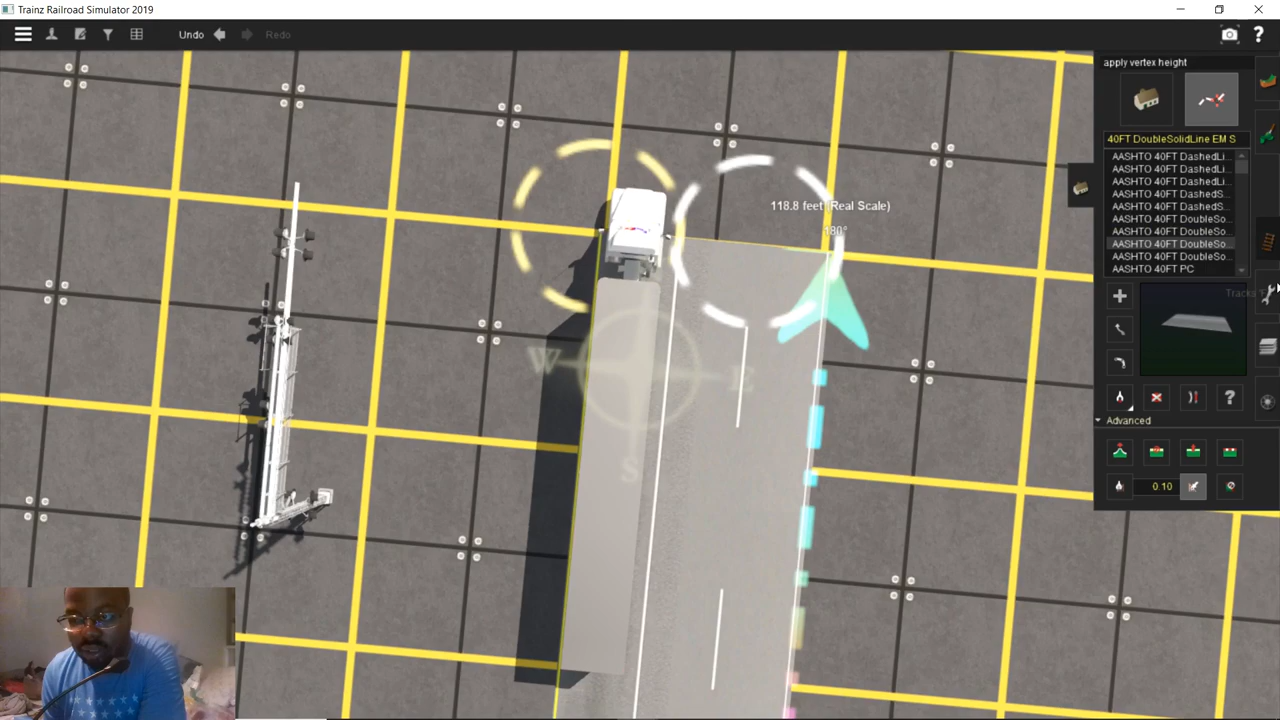 Trainz Railroad Simulator 2019
Undo
Redo
?
apply vertex height
40FT DoubleSolidLine EM S
AASHTO 40FT DashedLi...
AASHTO 40FT DashedLi...
AASHTO 40FT DashedLi...
AASHTO 40FT DashedS...
AASHTO 40FT DashedS...
AASHTO 40FT DoubleSo...
AASHTO 40FT DoubleSo...
AASHTO 40FT DoubleSo...
AASHTO 40FT DoubleSo...
AASHTO 40FT PC
118.8 feet (Real Scale)
180°
W
E
S
?
Advanced
0.10